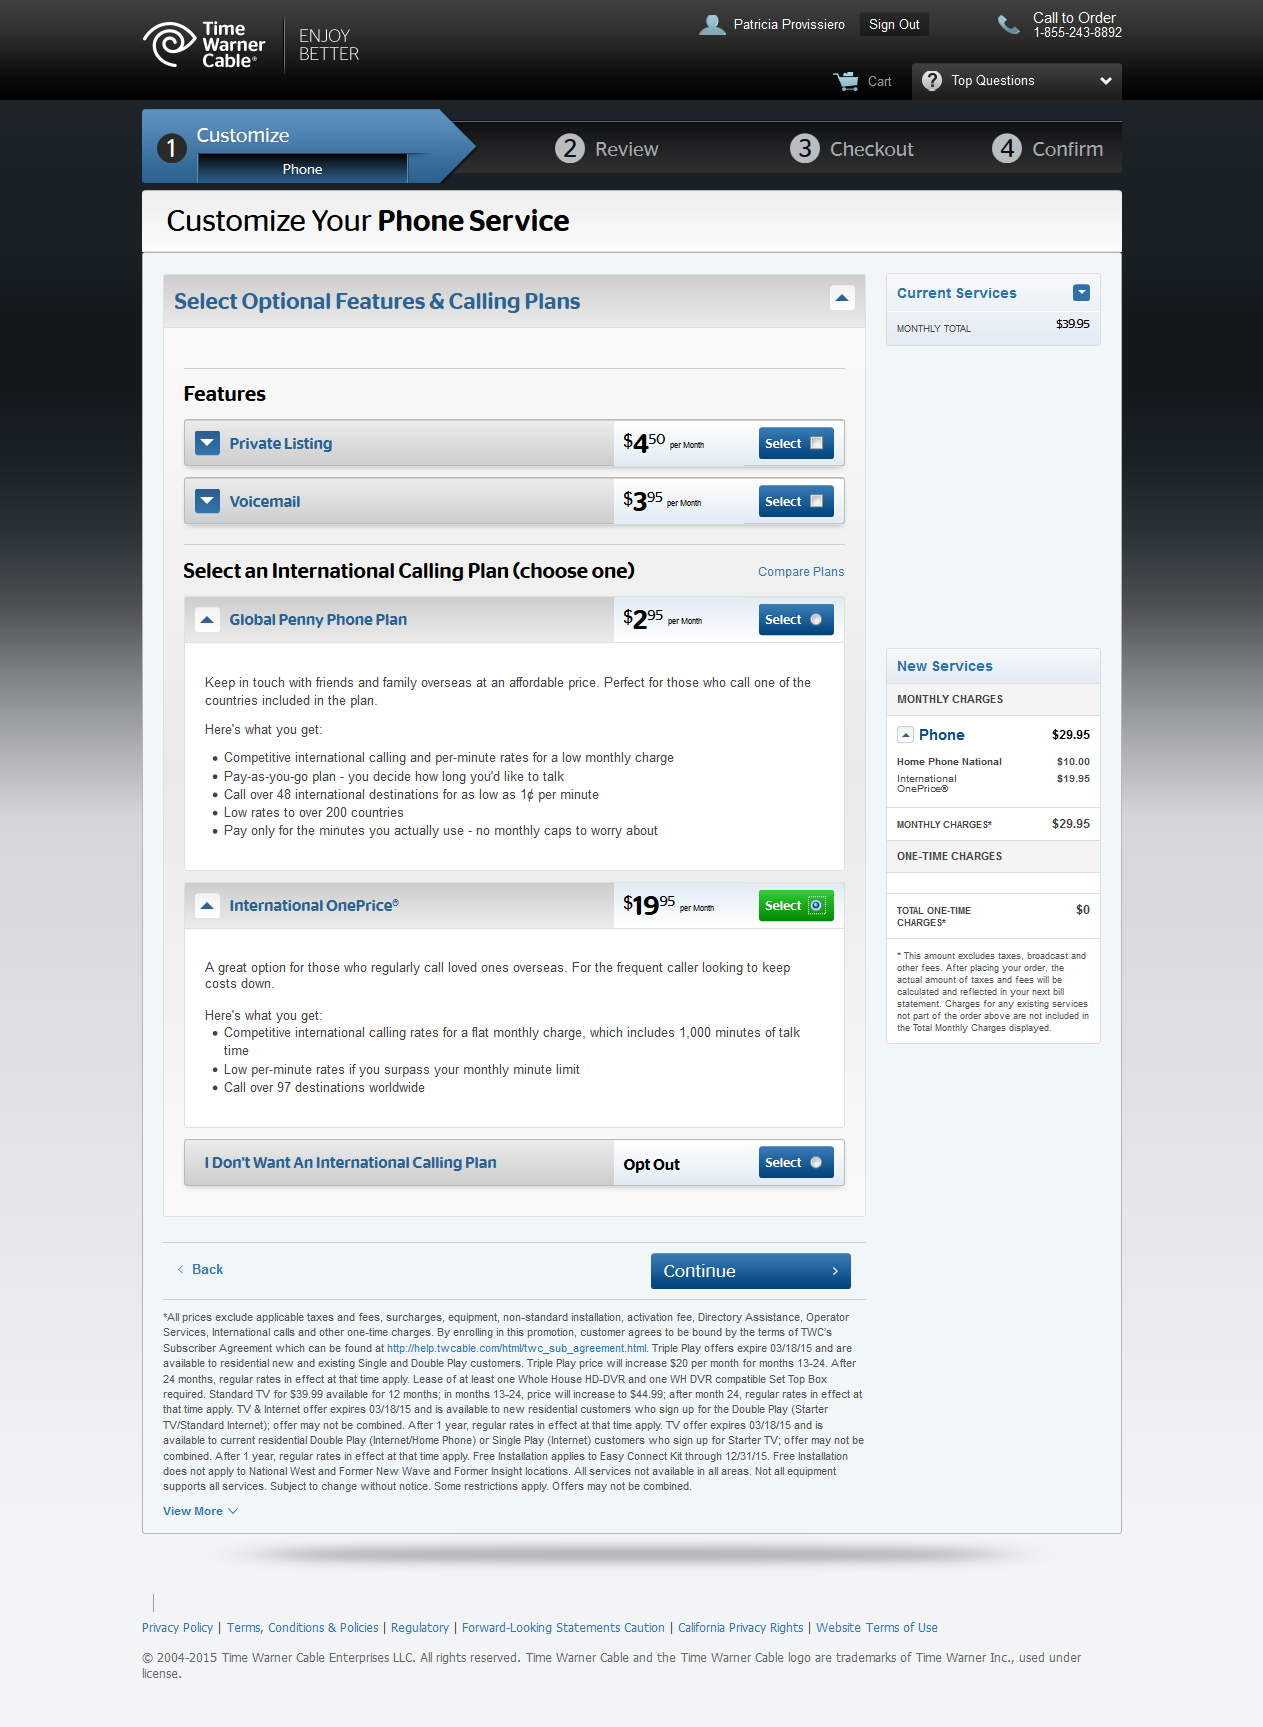 Time Warner Cable®
ENJOY BETTER
Patricia Provissiero
Sign Out
Call to Order
1-855-243-8892
Cart
Top Questions
1 Customize
Phone
2 Review
3 Checkout
4 Confirm
Customize Your Phone Service
Select Optional Features & Calling Plans
Features
Private Listing $4.50 per Month Select
Voicemail $3.95 per Month Select
Select an International Calling Plan (choose one)
Compare Plans
Global Penny Phone Plan $2.95 per Month Select
Keep in touch with friends and family overseas at an affordable price. Perfect for those who call one of the
countries included in the plan.
Here's what you get:
• Competitive international calling and per-minute rates for a low monthly charge
• Pay-as-you-go plan - you decide how long you'd like to talk
• Call over 48 international destinations for as low as 1¢ per minute
• Low rates to over 200 countries
• Pay only for the minutes you actually use - no monthly caps to worry about
International OnePrice® $19.95 per Month Select
A great option for those who regularly call loved ones overseas. For the frequent caller looking to keep
costs down.
Here's what you get:
• Competitive international calling rates for a flat monthly charge, which includes 1,000 minutes of talk
time
• Low per-minute rates if you surpass your monthly minute limit
• Call over 97 destinations worldwide
I Don't Want An International Calling Plan Opt Out Select
Current Services
MONTHLY TOTAL $39.95
New Services
MONTHLY CHARGES
Phone $29.95
Home Phone National $10.00
International $19.95
OnePrice®
MONTHLY CHARGES* $29.95
ONE-TIME CHARGES
TOTAL ONE-TIME $0
CHARGES*
* This amount excludes taxes, broadcast and
other fees. After placing your order, the
actual amount of taxes and fees will be
calculated and reflected in your next bill
statement. Charges for any existing services
not part of the order above are not included in
the Total Monthly Charges displayed.
Back
Continue
*All prices exclude applicable taxes and fees, surcharges, equipment, non-standard installation, activation fee, Directory Assistance, Operator
Services, International calls and other one-time charges. By enrolling in this promotion, customer agrees to be bound by the terms of TWC's
Subscriber Agreement which can be found at http://help.twcable.com/html/twc_sub_agreement.html. Triple Play offers expire 03/18/15 and are
available to residential new and existing Single and Double Play customers. Triple Play price will increase $20 per month for months 13-24. After
24 months, regular rates in effect at that time apply. Lease of at least one Whole House HD-DVR and one WH DVR compatible Set Top Box
required. Standard TV for $39.99 available for 12 months; in months 13-24, price will increase to $44.99; after month 24, regular rates in effect at
that time apply. TV & Internet offer expires 03/18/15 and is available to new residential customers who sign up for the Double Play (Starter
TV/Standard Internet); offer may not be combined. After 1 year, regular rates in effect at that time apply. TV offer expires 03/18/15 and is
available to current residential Double Play (Internet/Home Phone) or Single Play (Internet) customers who sign up for Starter TV; offer may not be
combined. After 1 year, regular rates in effect at that time apply. Free Installation applies to Easy Connect Kit through 12/31/15. Free Installation
does not apply to National West and Former New Wave and Former Insight locations. All services not available in all areas. Not all equipment
supports all services. Subject to change without notice. Some restrictions apply. Offers may not be combined.
View More
Privacy Policy | Terms, Conditions & Policies | Regulatory | Forward-Looking Statements Caution | California Privacy Rights | Website Terms of Use
© 2004-2015 Time Warner Cable Enterprises LLC. All rights reserved. Time Warner Cable and the Time Warner Cable logo are trademarks of Time Warner Inc., used under
license.